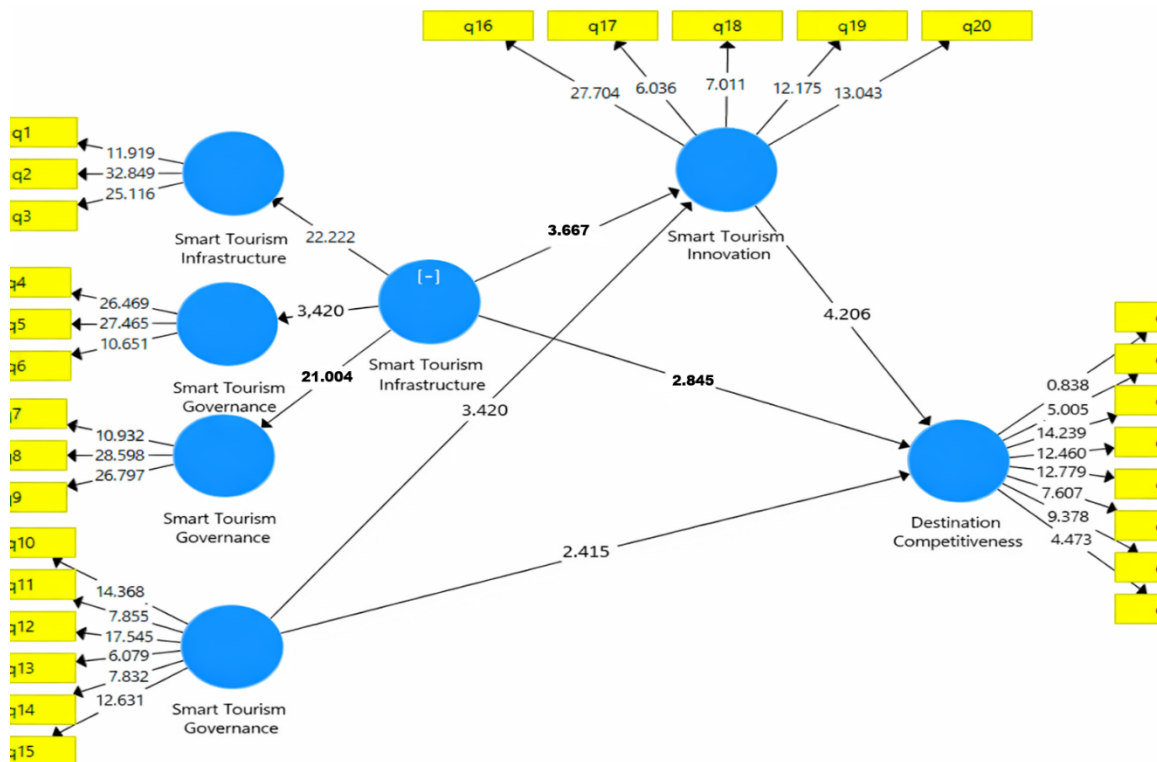 q16 q17 q18 q19 q20
27.704 6.036 7.011 12.175 13.043
q1
q2
q3
11.919
32.849
25.116
Smart Tourism
Infrastructure
22.222
3.667
Smart Tourism
Innovation
[-]
q4
q5
q6
26.469
27.465
10.651
3,420
Smart Tourism
Governance
Smart Tourism
Infrastructure
21.004
4.206
2.845
3.420
q7
q8
q9
10.932
28.598
26.797
Smart Tourism
Governance
0.838
5.005
14.239
12.460
12.779
7.607
9.378
4.473
Destination
Competitiveness
2.415
q10
q11
q12
q13
q14
q15
14.368
7.855
17.545
6.079
7.832
12.631
Smart Tourism
Governance